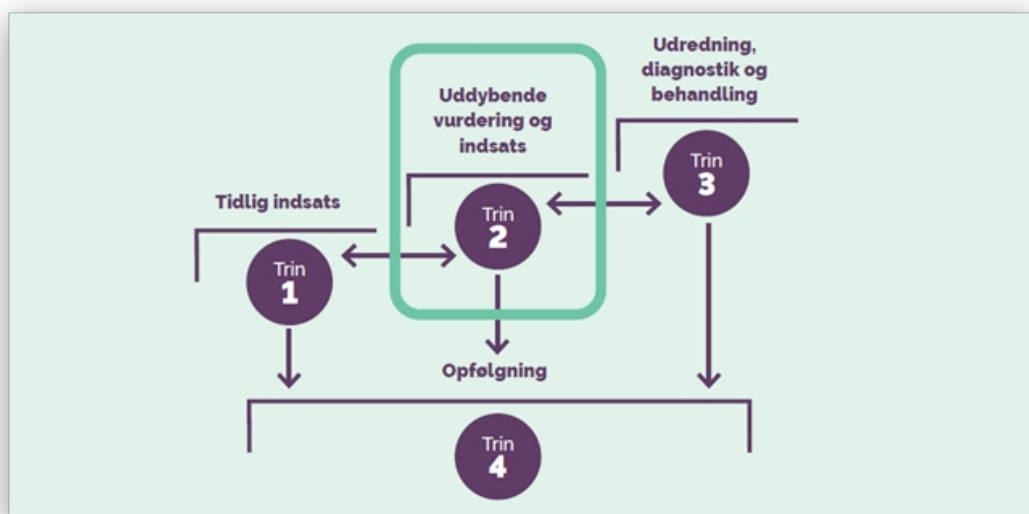 Tidlig indsats
Trin
1
Uddybende
vurdering og
indsats
Trin
2
Udredning,
diagnostik og
behandling
Trin
3
Opfølgning
Trin
4